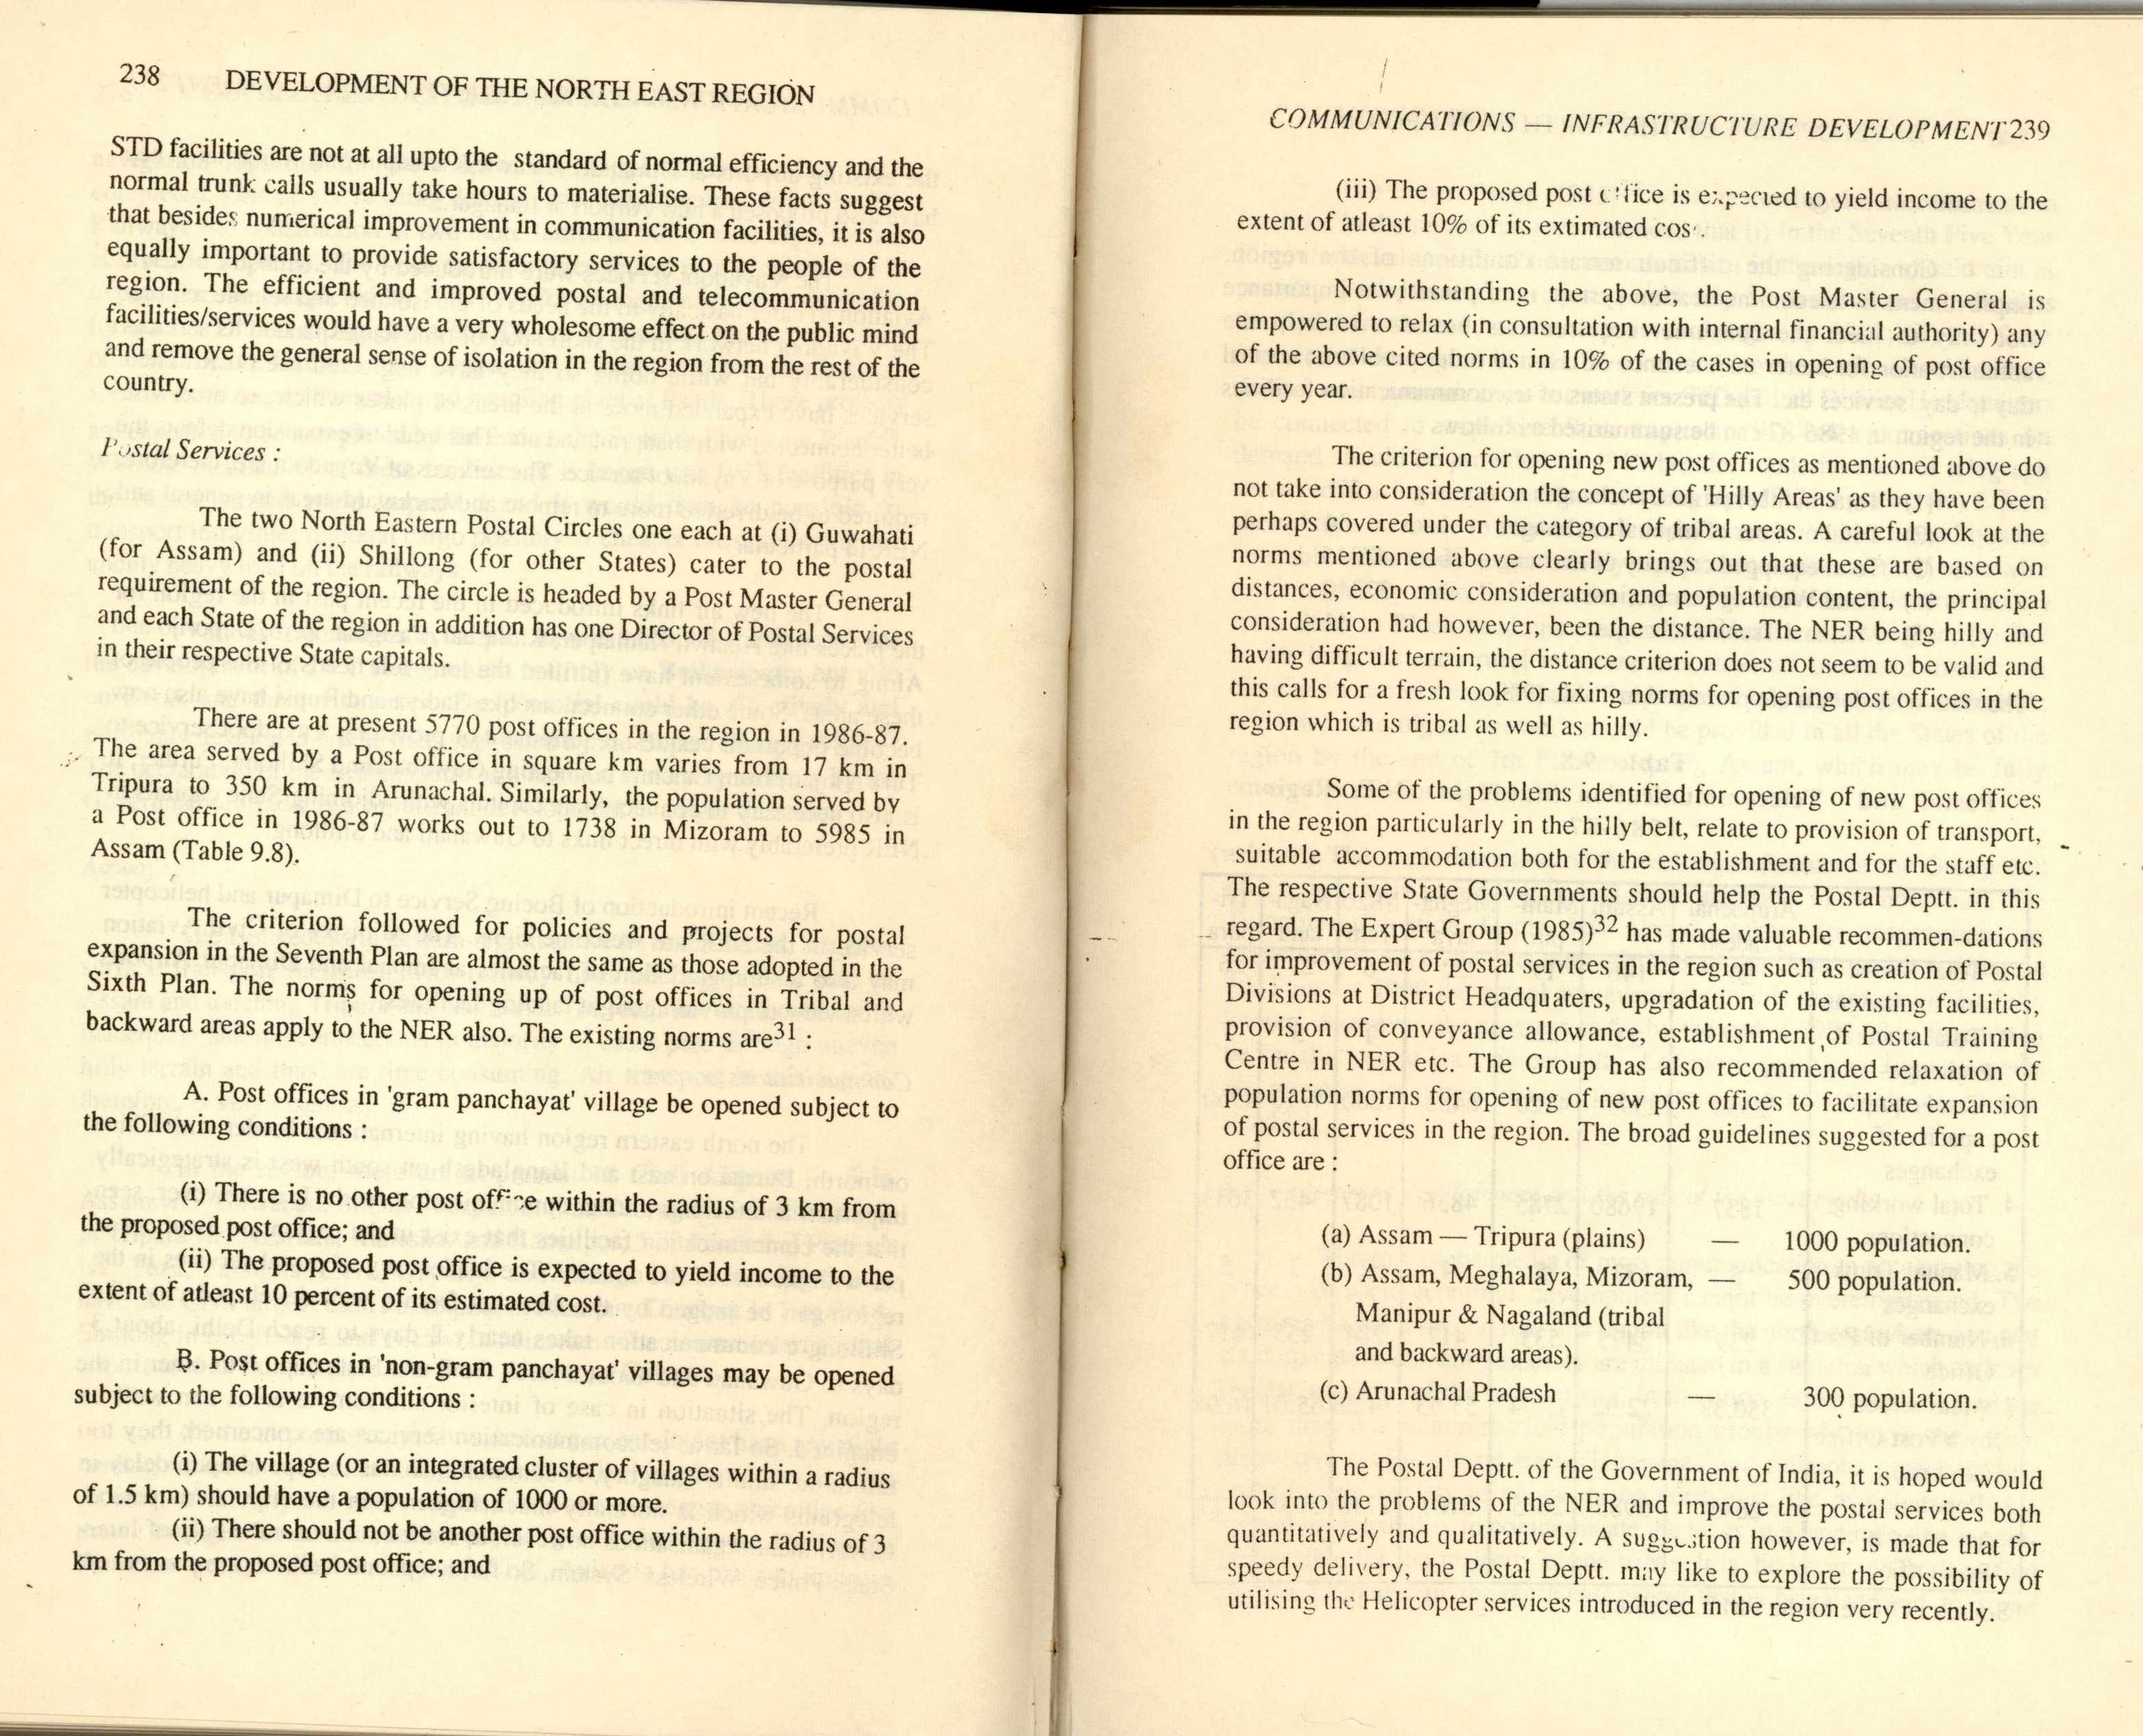 238 DEVELOPMENT OF THE NORTH EAST REGION
STD facilities are not at all upto the standard of normal efficiency and the
normal trunk calls usually take hours to materialise. These facts suggest
that besides numerical improvement in communication facilities, it is also
equally important to provide satisfactory services to the people of the
region. The efficient and improved postal and telecommunication
facilities/services would have a very wholesome effect on the public mind
and remove the general sense of isolation in the region from the rest of the
country.
Postal Services :
The two North Eastern Postal Circles one each at (i) Guwahati
(for Assam) and (ii) Shillong (for other States) cater to the postal
requirement of the region. The circle is headed by a Post Master General
and each State of the region in addition has one Director of Postal Services
in their respective State capitals.
There are at present 5770 post offices in the region in 1986-87.
The area served by a Post office in square km varies from 17 km in
Tripura to 350 km in Arunachal. Similarly, the population served by
a Post office in 1986-87 works out to 1738 in Mizoram to 5985 in
Assam (Table 9.8).
The criterion followed for policies and projects for postal
expansion in the Seventh Plan are almost the same as those adopted in the
Sixth Plan. The norms for opening up of post offices in Tribal and
backward areas apply to the NER also. The existing norms are31 :
A. Post offices in 'gram panchayat' village be opened subject to
the following conditions :
(i) There is no other post office within the radius of 3 km from
the proposed post office; and
(ii) The proposed post office is expected to yield income to the
extent of atleast 10 percent of its estimated cost.
B. Post offices in 'non-gram panchayat' villages may be opened
subject to the following conditions :
(i) The village (or an integrated cluster of villages within a radius
of 1.5 km) should have a population of 1000 or more.
(ii) There should not be another post office within the radius of 3
km from the proposed post office; and
COMMUNICATIONS — INFRASTRUCTURE DEVELOPMENT 239
(iii) The proposed post office is expected to yield income to the
extent of atleast 10% of its extimated cost.
Notwithstanding the above, the Post Master General is
empowered to relax (in consultation with internal financial authority) any
of the above cited norms in 10% of the cases in opening of post office
every year.
The criterion for opening new post offices as mentioned above do
not take into consideration the concept of 'Hilly Areas' as they have been
perhaps covered under the category of tribal areas. A careful look at the
norms mentioned above clearly brings out that these are based on
distances, economic consideration and population content, the principal
consideration had however, been the distance. The NER being hilly and
having difficult terrain, the distance criterion does not seem to be valid and
this calls for a fresh look for fixing norms for opening post offices in the
region which is tribal as well as hilly.
Some of the problems identified for opening of new post offices
in the region particularly in the hilly belt, relate to provision of transport,
suitable accommodation both for the establishment and for the staff etc.
The respective State Governments should help the Postal Deptt. in this
regard. The Expert Group (1985)32 has made valuable recommen-dations
for improvement of postal services in the region such as creation of Postal
Divisions at District Headquaters, upgradation of the existing facilities,
provision of conveyance allowance, establishment of Postal Training
Centre in NER etc. The Group has also recommended relaxation of
population norms for opening of new post offices to facilitate expansion
of postal services in the region. The broad guidelines suggested for a post
office are :
(a) Assam — Tripura (plains) — 1000 population.
(b) Assam, Meghalaya, Mizoram, — 500 population.
Manipur & Nagaland (tribal
and backward areas).
(c) Arunachal Pradesh — 300 population.
The Postal Deptt. of the Government of India, it is hoped would
look into the problems of the NER and improve the postal services both
quantitatively and qualitatively. A suggestion however, is made that for
speedy delivery, the Postal Deptt. may like to explore the possibility of
utilising the Helicopter services introduced in the region very recently.